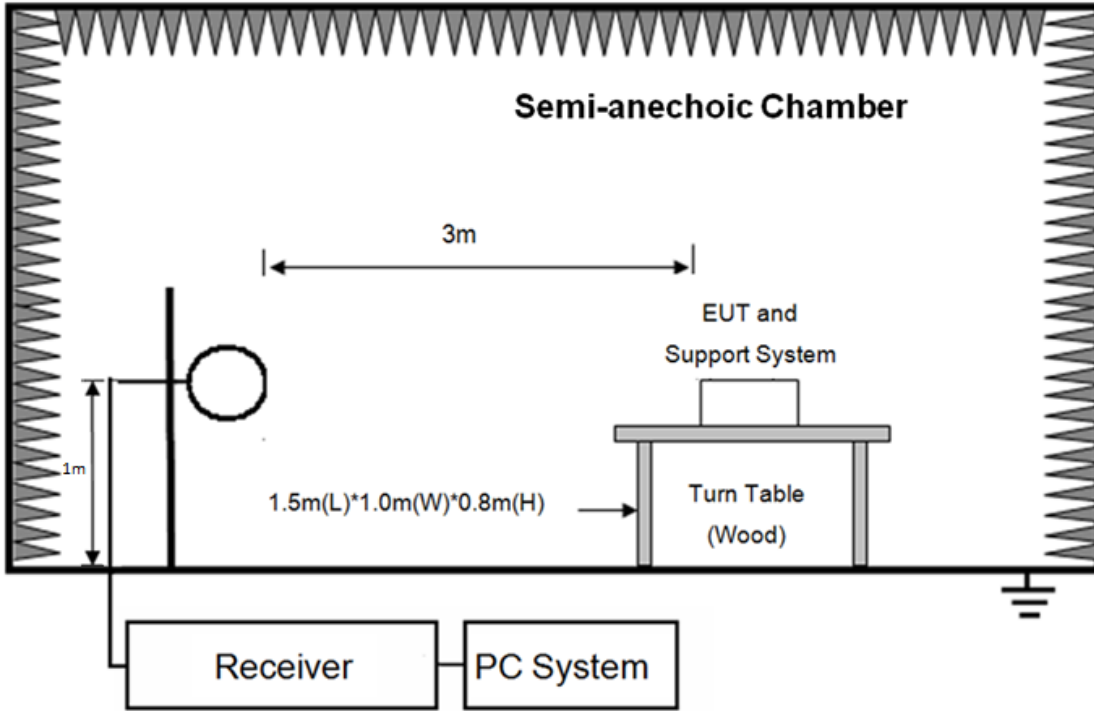 Semi-anechoic Chamber
3m
EUT and
Support System
1m
1.5m(L)*1.0m(W)*0.8m(H)
Turn Table
(Wood)
Receiver
PC System